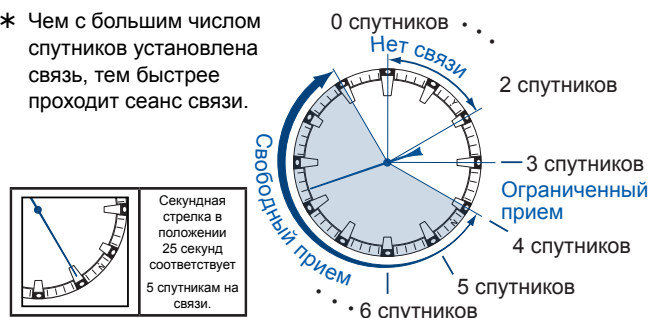 * Чем с большим числом
спутников установлена
связь, тем быстрее
проходит сеанс связи.
0 спутников
Нет связи
2 спутников
3 спутников
Ограниченный
прием
4 спутников
5 спутников
6 спутников
Свободный прием
Секундная
стрелка в
положении
25 секунд
соответствует
5 спутникам на
связи.
Y
N
N